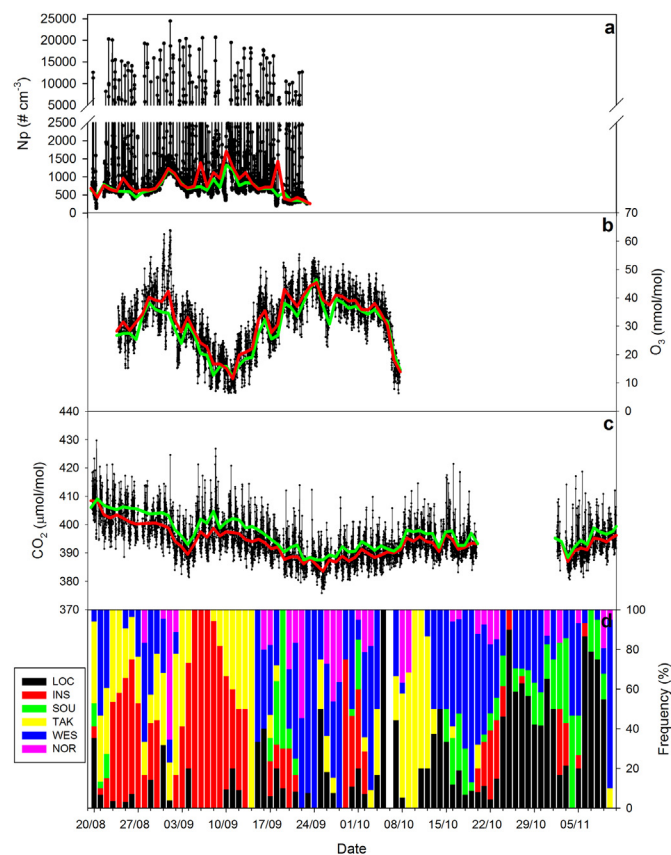 a
25000
20000
15000
10000
5000
2500
2000
1500
1000
500
0
Np (# cm-3)
b
70
60
50
40
30
20
10
0
O3 (nmol/mol)
c
440
430
420
410
400
390
380
370
CO2 (μmol/mol)
d
100
80
60
40
20
0
Frequency (%)
LOC
INS
SOU
TAK
WES
NOR
20/08 27/08 03/09 10/09 17/09 24/09 01/10 08/10 15/10 22/10 29/10 05/11
Date